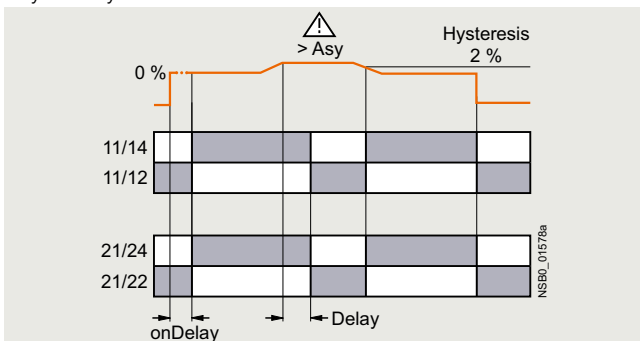 > Asy
Hysteresis
2 %
0 %
11/14
11/12
21/24
21/22
NSB0_01578a
onDelay
Delay